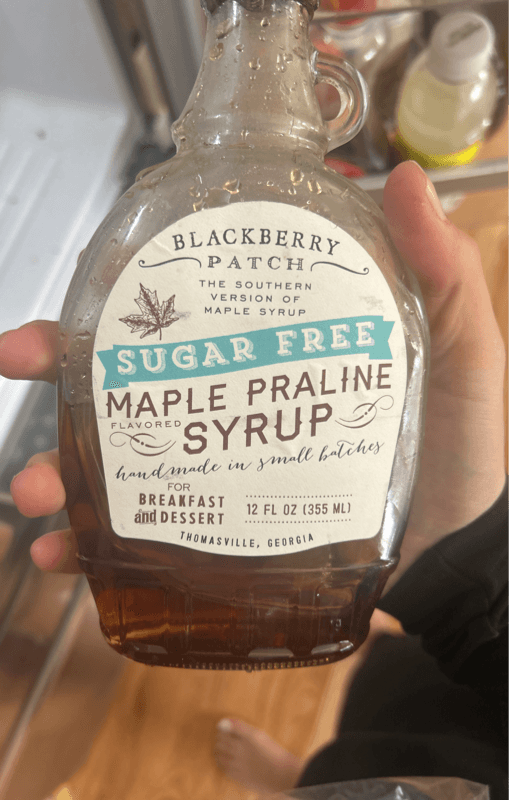 BLACKBERRY
PATCH
THE SOUTHERN
VERSION OF
MAPLE SYRUP
SUGAR FREE
MAPLE PRALINE
FLAVORED SYRUP
handmade in small batches
FOR
BREAKFAST
and DESSERT
12 FL OZ (355 ML)
THOMASVILLE, GEORGIA